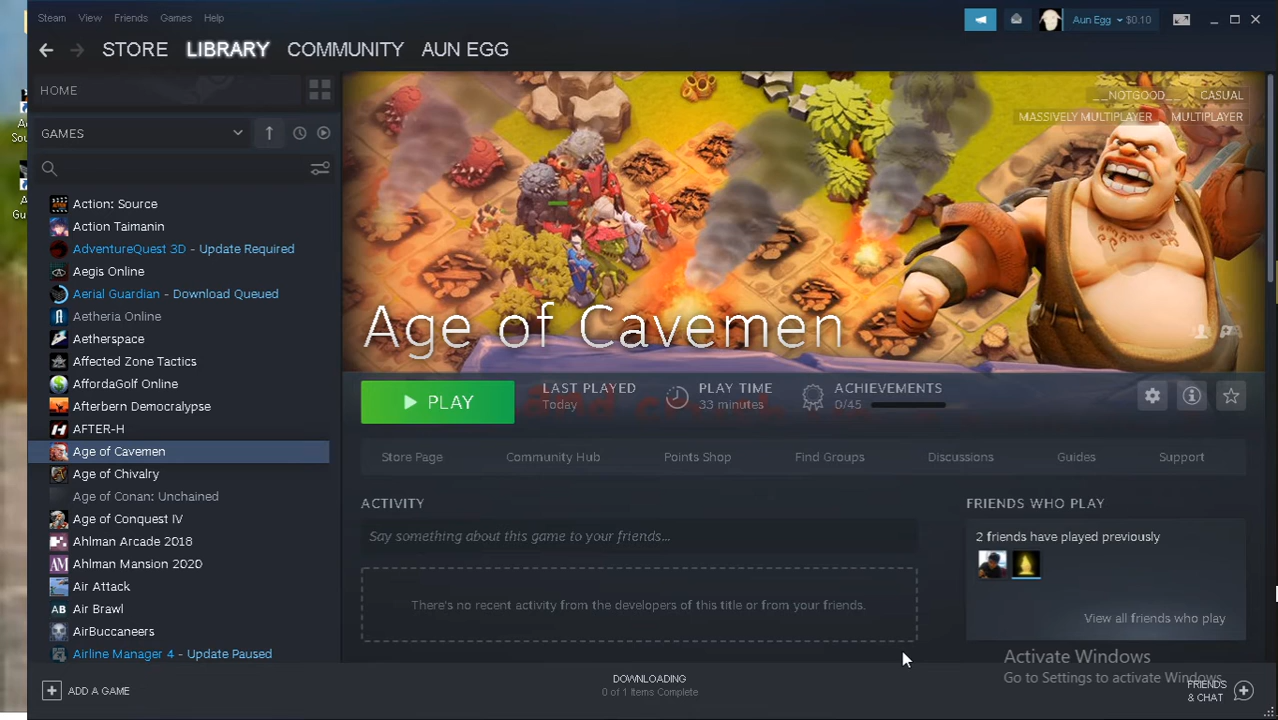 Steam View Friends Games Help
Aun Egg $0.10
STORE LIBRARY COMMUNITY AUN EGG
HOME
GAMES
Action: Source
Action Taimanin
AdventureQuest 3D - Update Required
Aegis Online
Aerial Guardian - Download Queued
Aetheria Online
Aetherspace
Affected Zone Tactics
AffordaGolf Online
Afterbern Democralypse
AFTER-H
Age of Cavemen
Age of Chivalry
Age of Conan: Unchained
Age of Conquest IV
Ahlman Arcade 2018
Ahlman Mansion 2020
Air Attack
Air Brawl
AirBuccaneers
Airline Manager 4 - Update Paused
ADD A GAME
__NOTGOOD__ CASUAL
MASSIVELY MULTIPLAYER MULTIPLAYER
Age of Cavemen
PLAY
LAST PLAYED
Today
PLAY TIME
33 minutes
ACHIEVEMENTS
0/45
Store Page Community Hub Points Shop Find Groups Discussions Guides Support
ACTIVITY
Say something about this game to your friends...
There's no recent activity from the developers of this title or from your friends.
FRIENDS WHO PLAY
2 friends have played previously
View all friends who play
Activate Windows
Go to Settings to activate Windows.
DOWNLOADING
0 of 1 Items Complete
FRIENDS
& CHAT